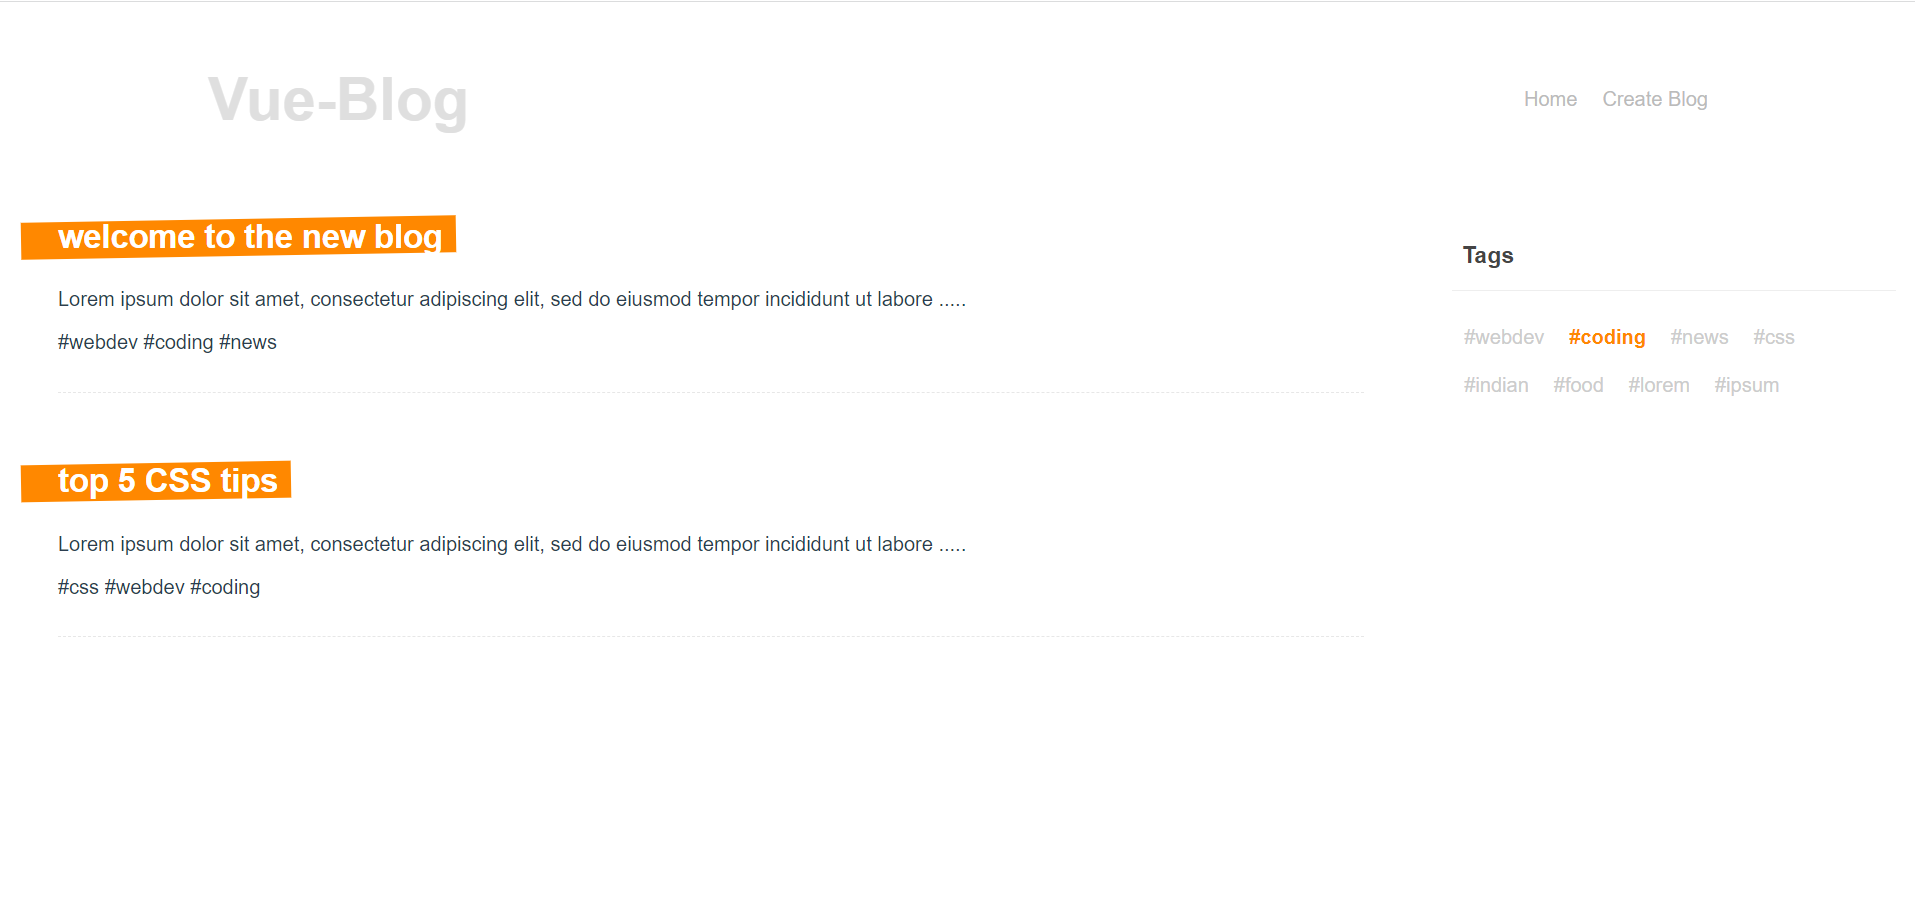 Vue-Blog
Home Create Blog
welcome to the new blog
Lorem ipsum dolor sit amet, consectetur adipiscing elit, sed do eiusmod tempor incididunt ut labore .....
#webdev #coding #news
top 5 CSS tips
Lorem ipsum dolor sit amet, consectetur adipiscing elit, sed do eiusmod tempor incididunt ut labore .....
#css #webdev #coding
Tags
#webdev #coding #news #css
#indian #food #lorem #ipsum